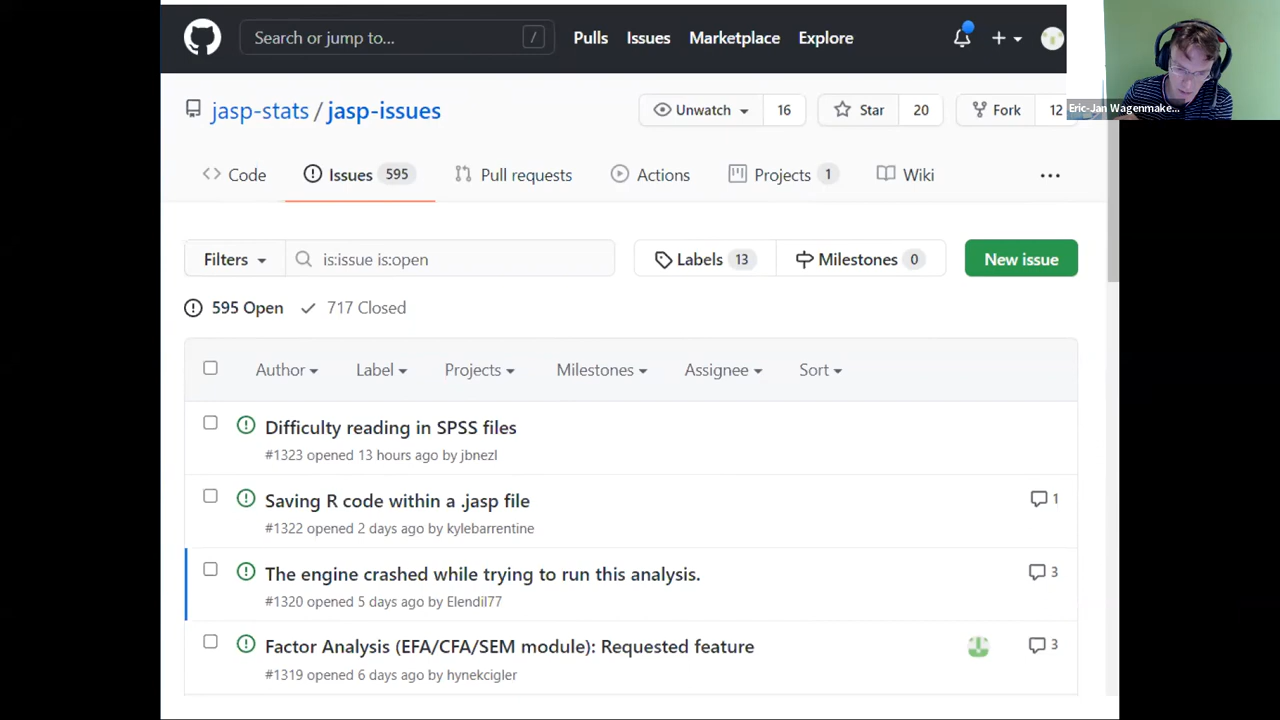 Search or jump to... / Pulls Issues Marketplace Explore
jasp-stats / jasp-issues Unwatch 16 Star 20 Fork 12
Eric-Jan Wagenmake...
Code Issues 595 Pull requests Actions Projects 1 Wiki ...
Filters is:issue is:open Labels 13 Milestones 0 New issue
595 Open 717 Closed
Author Label Projects Milestones Assignee Sort
Difficulty reading in SPSS files
#1323 opened 13 hours ago by jbnezl
Saving R code within a .jasp file 1
#1322 opened 2 days ago by kylebarrentine
The engine crashed while trying to run this analysis. 3
#1320 opened 5 days ago by Elendil77
Factor Analysis (EFA/CFA/SEM module): Requested feature 3
#1319 opened 6 days ago by hynekcigler